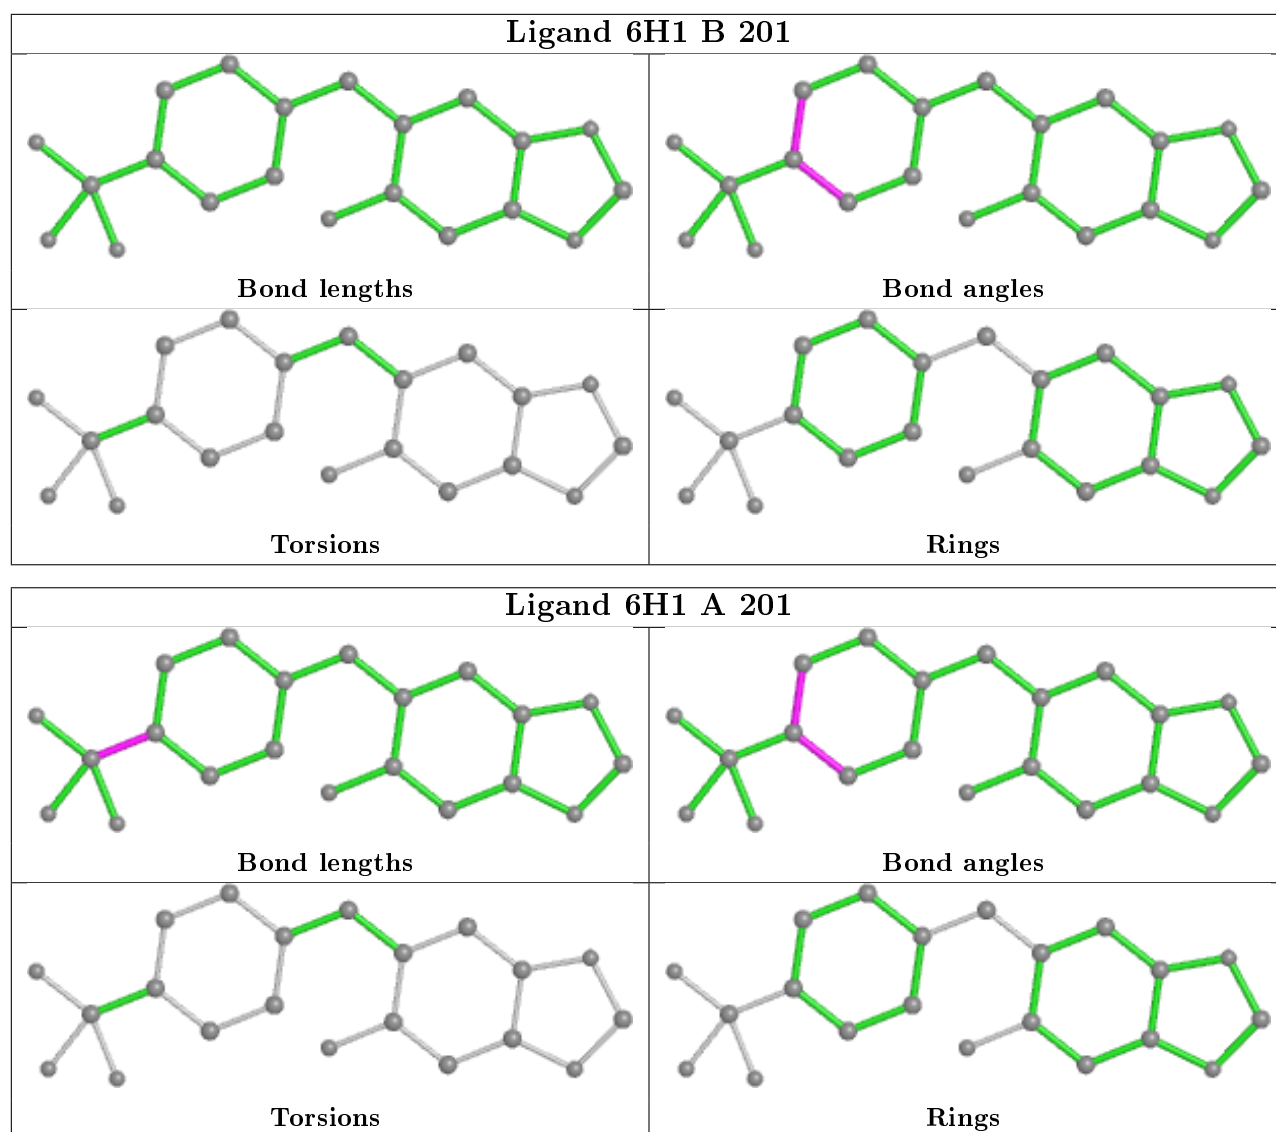 Ligand 6H1 B 201
Bond lengths
Bond angles
Torsions
Rings
Ligand 6H1 A 201
Bond lengths
Bond angles
Torsions
Rings